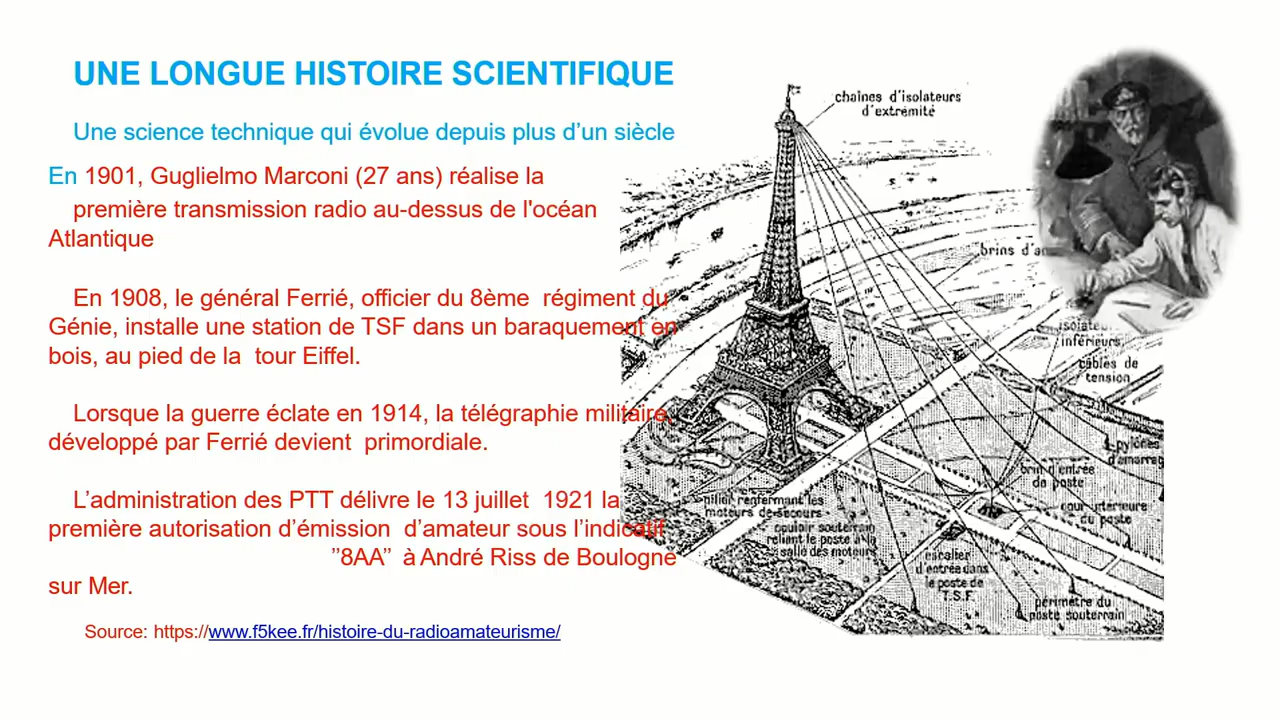 UNE LONGUE HISTOIRE SCIENTIFIQUE
Une science technique qui évolue depuis plus d’un siècle
En 1901, Guglielmo Marconi (27 ans) réalise la
première transmission radio au-dessus de l'océan
Atlantique
En 1908, le général Ferrié, officier du 8ème régiment du
Génie, installe une station de TSF dans un baraquement en
bois, au pied de la tour Eiffel.
Lorsque la guerre éclate en 1914, la télégraphie militaire,
développé par Ferrié devient primordiale.
L’administration des PTT délivre le 13 juillet 1921 la
première autorisation d’émission d’amateur sous l’indicatif
’’8AA’’ à André Riss de Boulogne
sur Mer.
Source: https://www.f5kee.fr/histoire-du-radioamateurisme/
chaînes d'isolateurs
d'extrémité
brins
inférieurs
câbles de
tension
pylônes
brin d'entrée
du poste
cour intérieure
du poste
pilier renfermant les
moteurs de secours
couloir souterrain
reliant le poste à la
salle des moteurs
escalier
d'entrée dans
le poste de
T.S.F.
périmètre du
poste souterrain